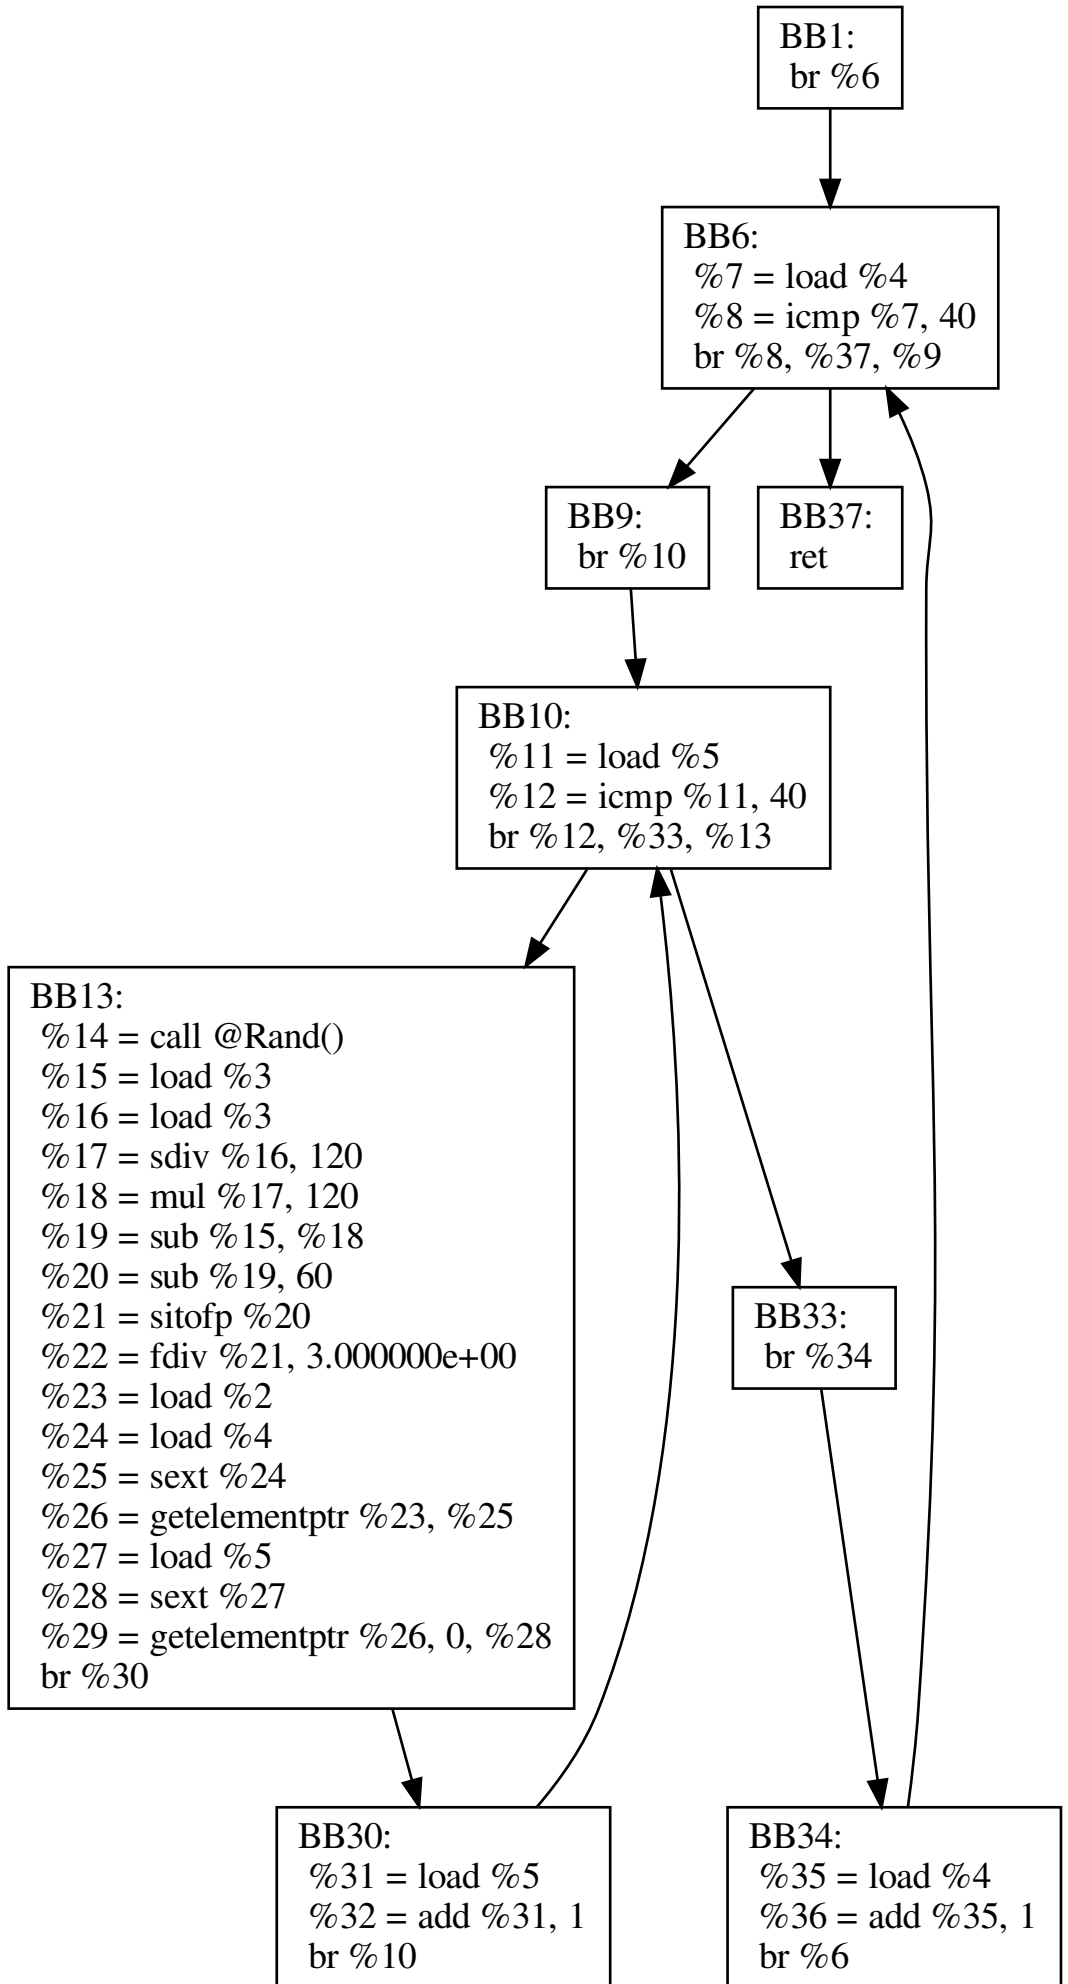 BB1:
br %6
BB6:
%7 = load %4
%8 = icmp %7, 40
br %8, %37, %9
BB9:
br %10
BB37:
ret
BB10:
%11 = load %5
%12 = icmp %11, 40
br %12, %33, %13
BB13:
%14 = call @Rand()
%15 = load %3
%16 = load %3
%17 = sdiv %16, 120
%18 = mul %17, 120
%19 = sub %15, %18
%20 = sub %19, 60
%21 = sitofp %20
%22 = fdiv %21, 3.000000e+00
%23 = load %2
%24 = load %4
%25 = sext %24
%26 = getelementptr %23, %25
%27 = load %5
%28 = sext %27
%29 = getelementptr %26, 0, %28
br %30
BB33:
br %34
BB30:
%31 = load %5
%32 = add %31, 1
br %10
BB34:
%35 = load %4
%36 = add %35, 1
br %6